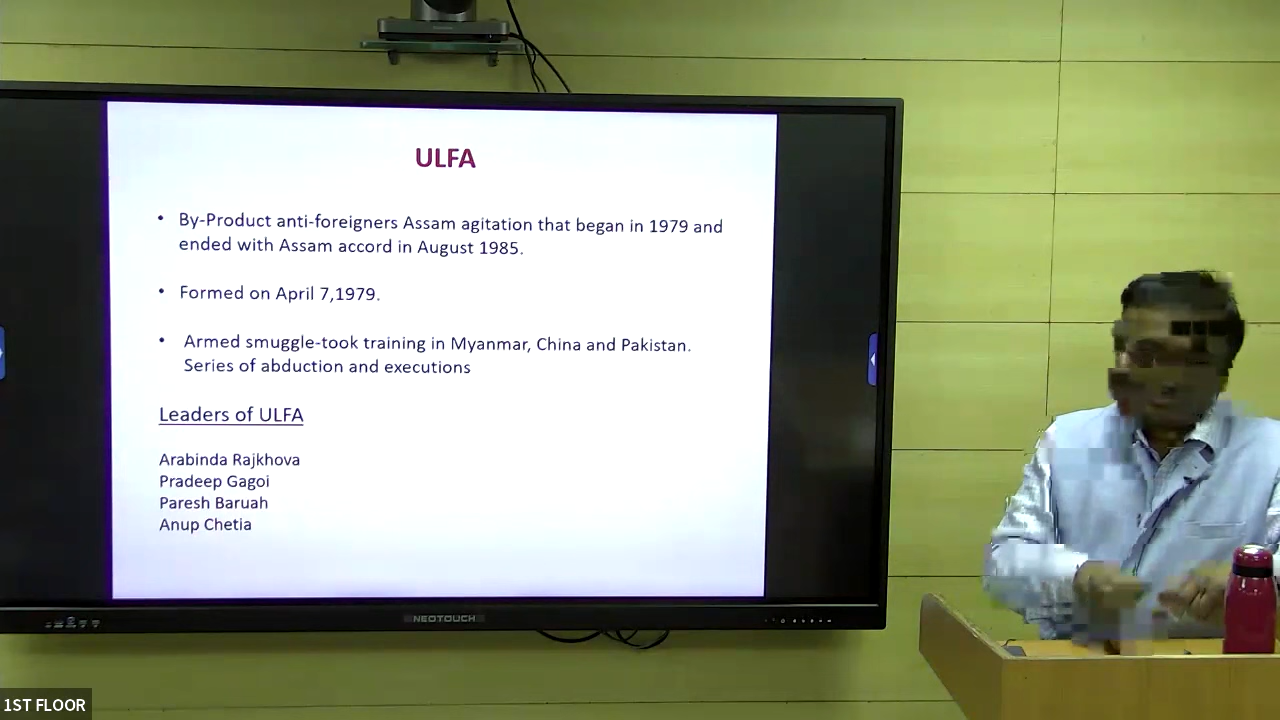 ULFA
• By-Product anti-foreigners Assam agitation that began in 1979 and
ended with Assam accord in August 1985.
• Formed on April 7,1979.
• Armed smuggle-took training in Myanmar, China and Pakistan.
Series of abduction and executions
Leaders of ULFA
Arabinda Rajkhova
Pradeep Gagoi
Paresh Baruah
Anup Chetia
NEOTOUCH
1ST FLOOR